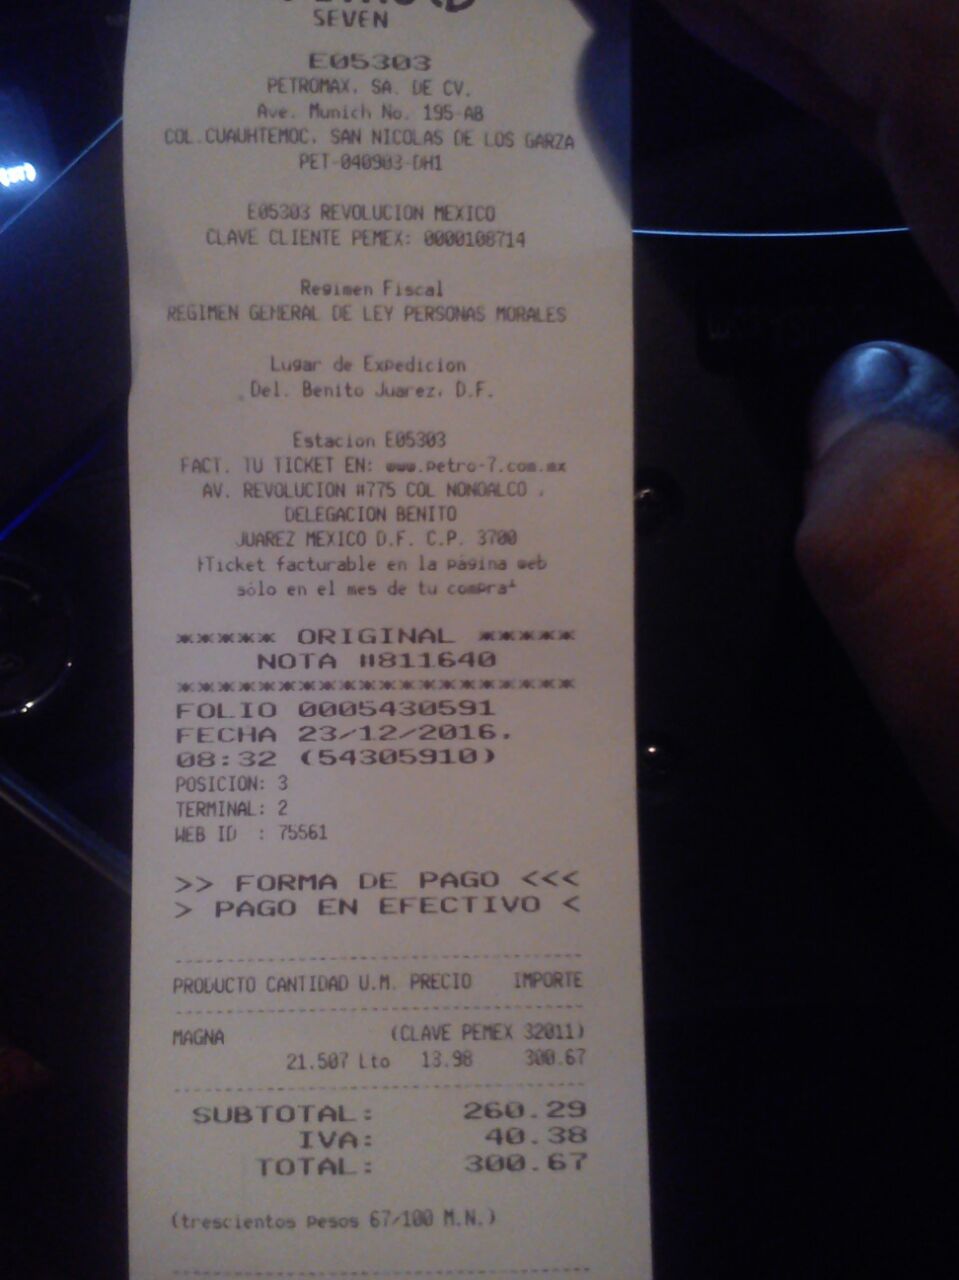 SEVEN
E05303
PETROMAX, SA. DE CV.
Ave. Munich No. 195-AB
COL.CUAUHTEMOC, SAN NICOLAS DE LOS GARZA
PET-040903-DH1
E05303 REVOLUCION MEXICO
CLAVE CLIENTE PEMEX: 0000108714
Regimen Fiscal
REGIMEN GENERAL DE LEY PERSONAS MORALES
Lugar de Expedicion
Del. Benito Juarez, D.F.
Estacion E05303
FACT. TU TICKET EN: www.petro-7.com.mx
AV. REVOLUCION #775 COL NONOALCO .
DELEGACION BENITO
JUAREZ MEXICO D.F. C.P. 3700
Ticket facturable en la página web
sólo en el mes de tu compra
***** ORIGINAL *****
NOTA #811640
********************
FOLIO 0005430591
FECHA 23/12/2016.
08:32 (54305910)
POSICION: 3
TERMINAL: 2
WEB ID : 75561
>> FORMA DE PAGO <<<
> PAGO EN EFECTIVO <
PRODUCTO CANTIDAD U.M. PRECIO IMPORTE
MAGNA (CLAVE PEMEX 32011)
21.507 Lto 13.98 300.67
SUBTOTAL: 260.29
IVA: 40.38
TOTAL: 300.67
(trescientos pesos 67/100 M.N.)